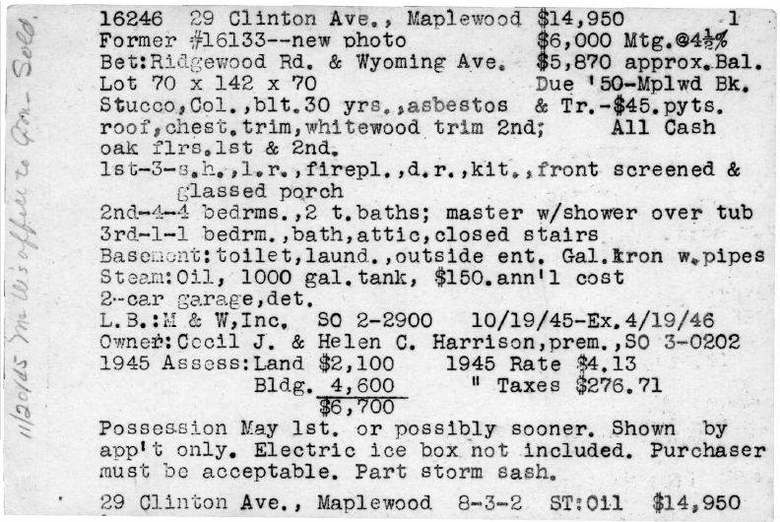 16246 29 Clinton Ave., Maplewood $14,950 1
Former #16133--new photo $6,000 Mtg.@4½%
Bet:Ridgewood Rd. & Wyoming Ave. $5,870 approx.Bal.
Lot 70 x 142 x 70 Due '50-Mplwd Bk.
Stucco,Col.,blt.30 yrs.,asbestos & Tr.-$45.pyts.
roof,chest.trim,whitewood trim 2nd; All Cash
oak flrs.1st & 2nd.
1st-3-s.h.,l.r.,firepl.,d.r.,kit.,front screened &
glassed porch
2nd-4-4 bedrms.,2 t.baths; master w/shower over tub
3rd-1-1 bedrm.,bath,attic,closed stairs
Basement:toilet,laund.,outside ent. Gal.iron w.pipes
Steam:Oil, 1000 gal.tank, $150.ann'l cost
2-car garage,det.
L.B.:M & W,Inc. SO 2-2900 10/19/45-Ex.4/19/46
Owner:Cecil J. & Helen C. Harrison,prem.,SO 3-0202
1945 Assess:Land $2,100 1945 Rate $4.13
Bldg. 4,600 " Taxes $276.71
$6,700
Possession May 1st. or possibly sooner. Shown by
app't only. Electric ice box not included. Purchaser
must be acceptable. Part storm sash.
29 Clinton Ave., Maplewood 8-3-2 ST:Oil $14,950
11/20/45 office to Sold.